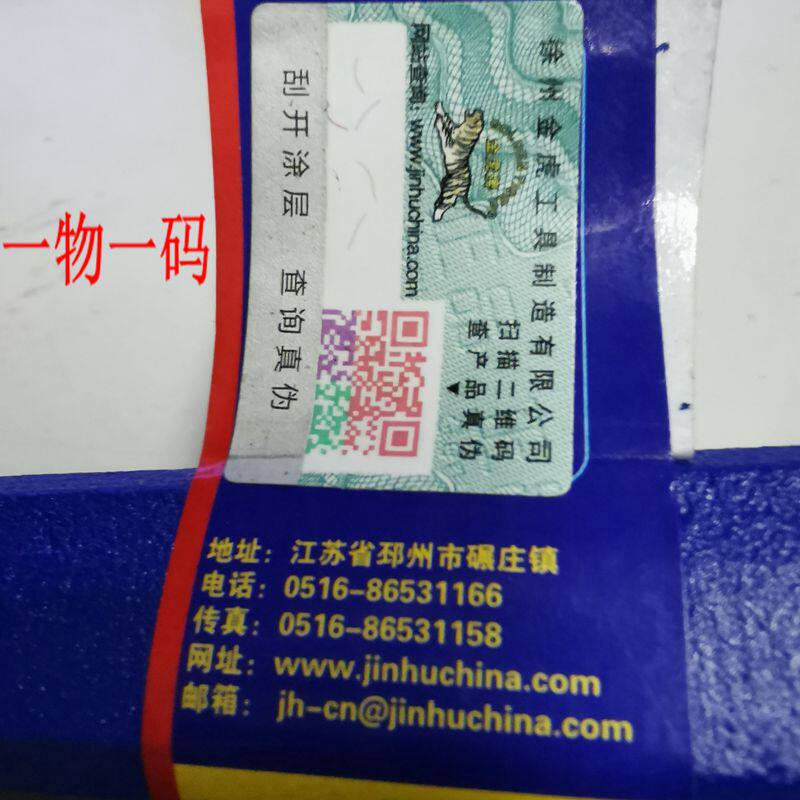 徐州金虎工具制造有限公司
扫描二维码
查产品真伪
网站查询：www.jinhuchina.com
刮开涂层 查询真伪
一物一码
地址：江苏省邳州市碾庄镇
电话：0516-86531166
传真：0516-86531158
网址：www.jinhuchina.com
邮箱：jh-cn@jinhuchina.com